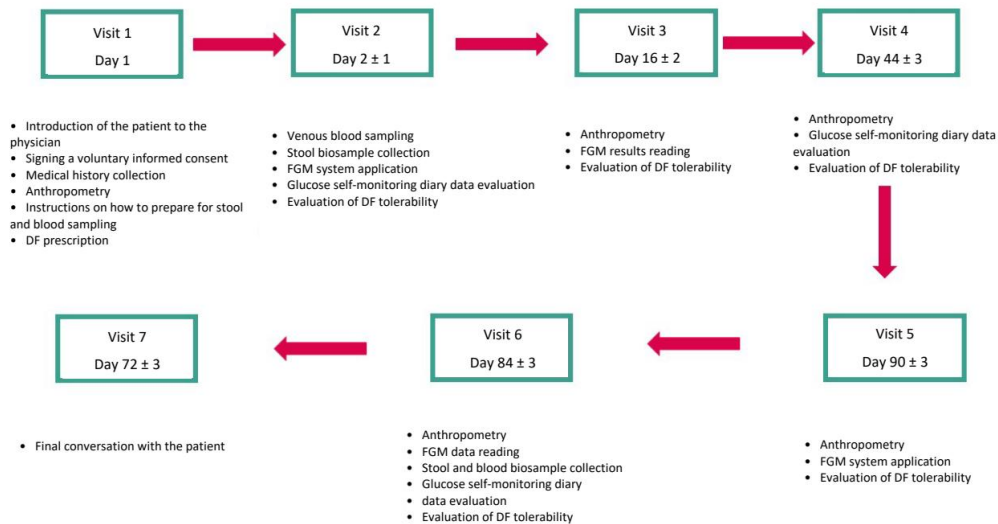 Visit 1
Day 1
Visit 2
Day 2 ± 1
Visit 3
Day 16 ± 2
Visit 4
Day 44 ± 3
• Introduction of the patient to the
physician
• Signing a voluntary informed consent
• Medical history collection
• Anthropometry
• Instructions on how to prepare for stool
and blood sampling
• DF prescription
• Venous blood sampling
• Stool biosample collection
• FGM system application
• Glucose self-monitoring diary data evaluation
• Evaluation of DF tolerability
• Anthropometry
• FGM results reading
• Evaluation of DF tolerability
• Anthropometry
• Glucose self-monitoring diary data
evaluation
• Evaluation of DF tolerability
Visit 7
Day 72 ± 3
Visit 6
Day 84 ± 3
Visit 5
Day 90 ± 3
• Final conversation with the patient
• Anthropometry
• FGM data reading
• Stool and blood biosample collection
• Glucose self-monitoring diary
• data evaluation
• Evaluation of DF tolerability
• Anthropometry
• FGM system application
• Evaluation of DF tolerability